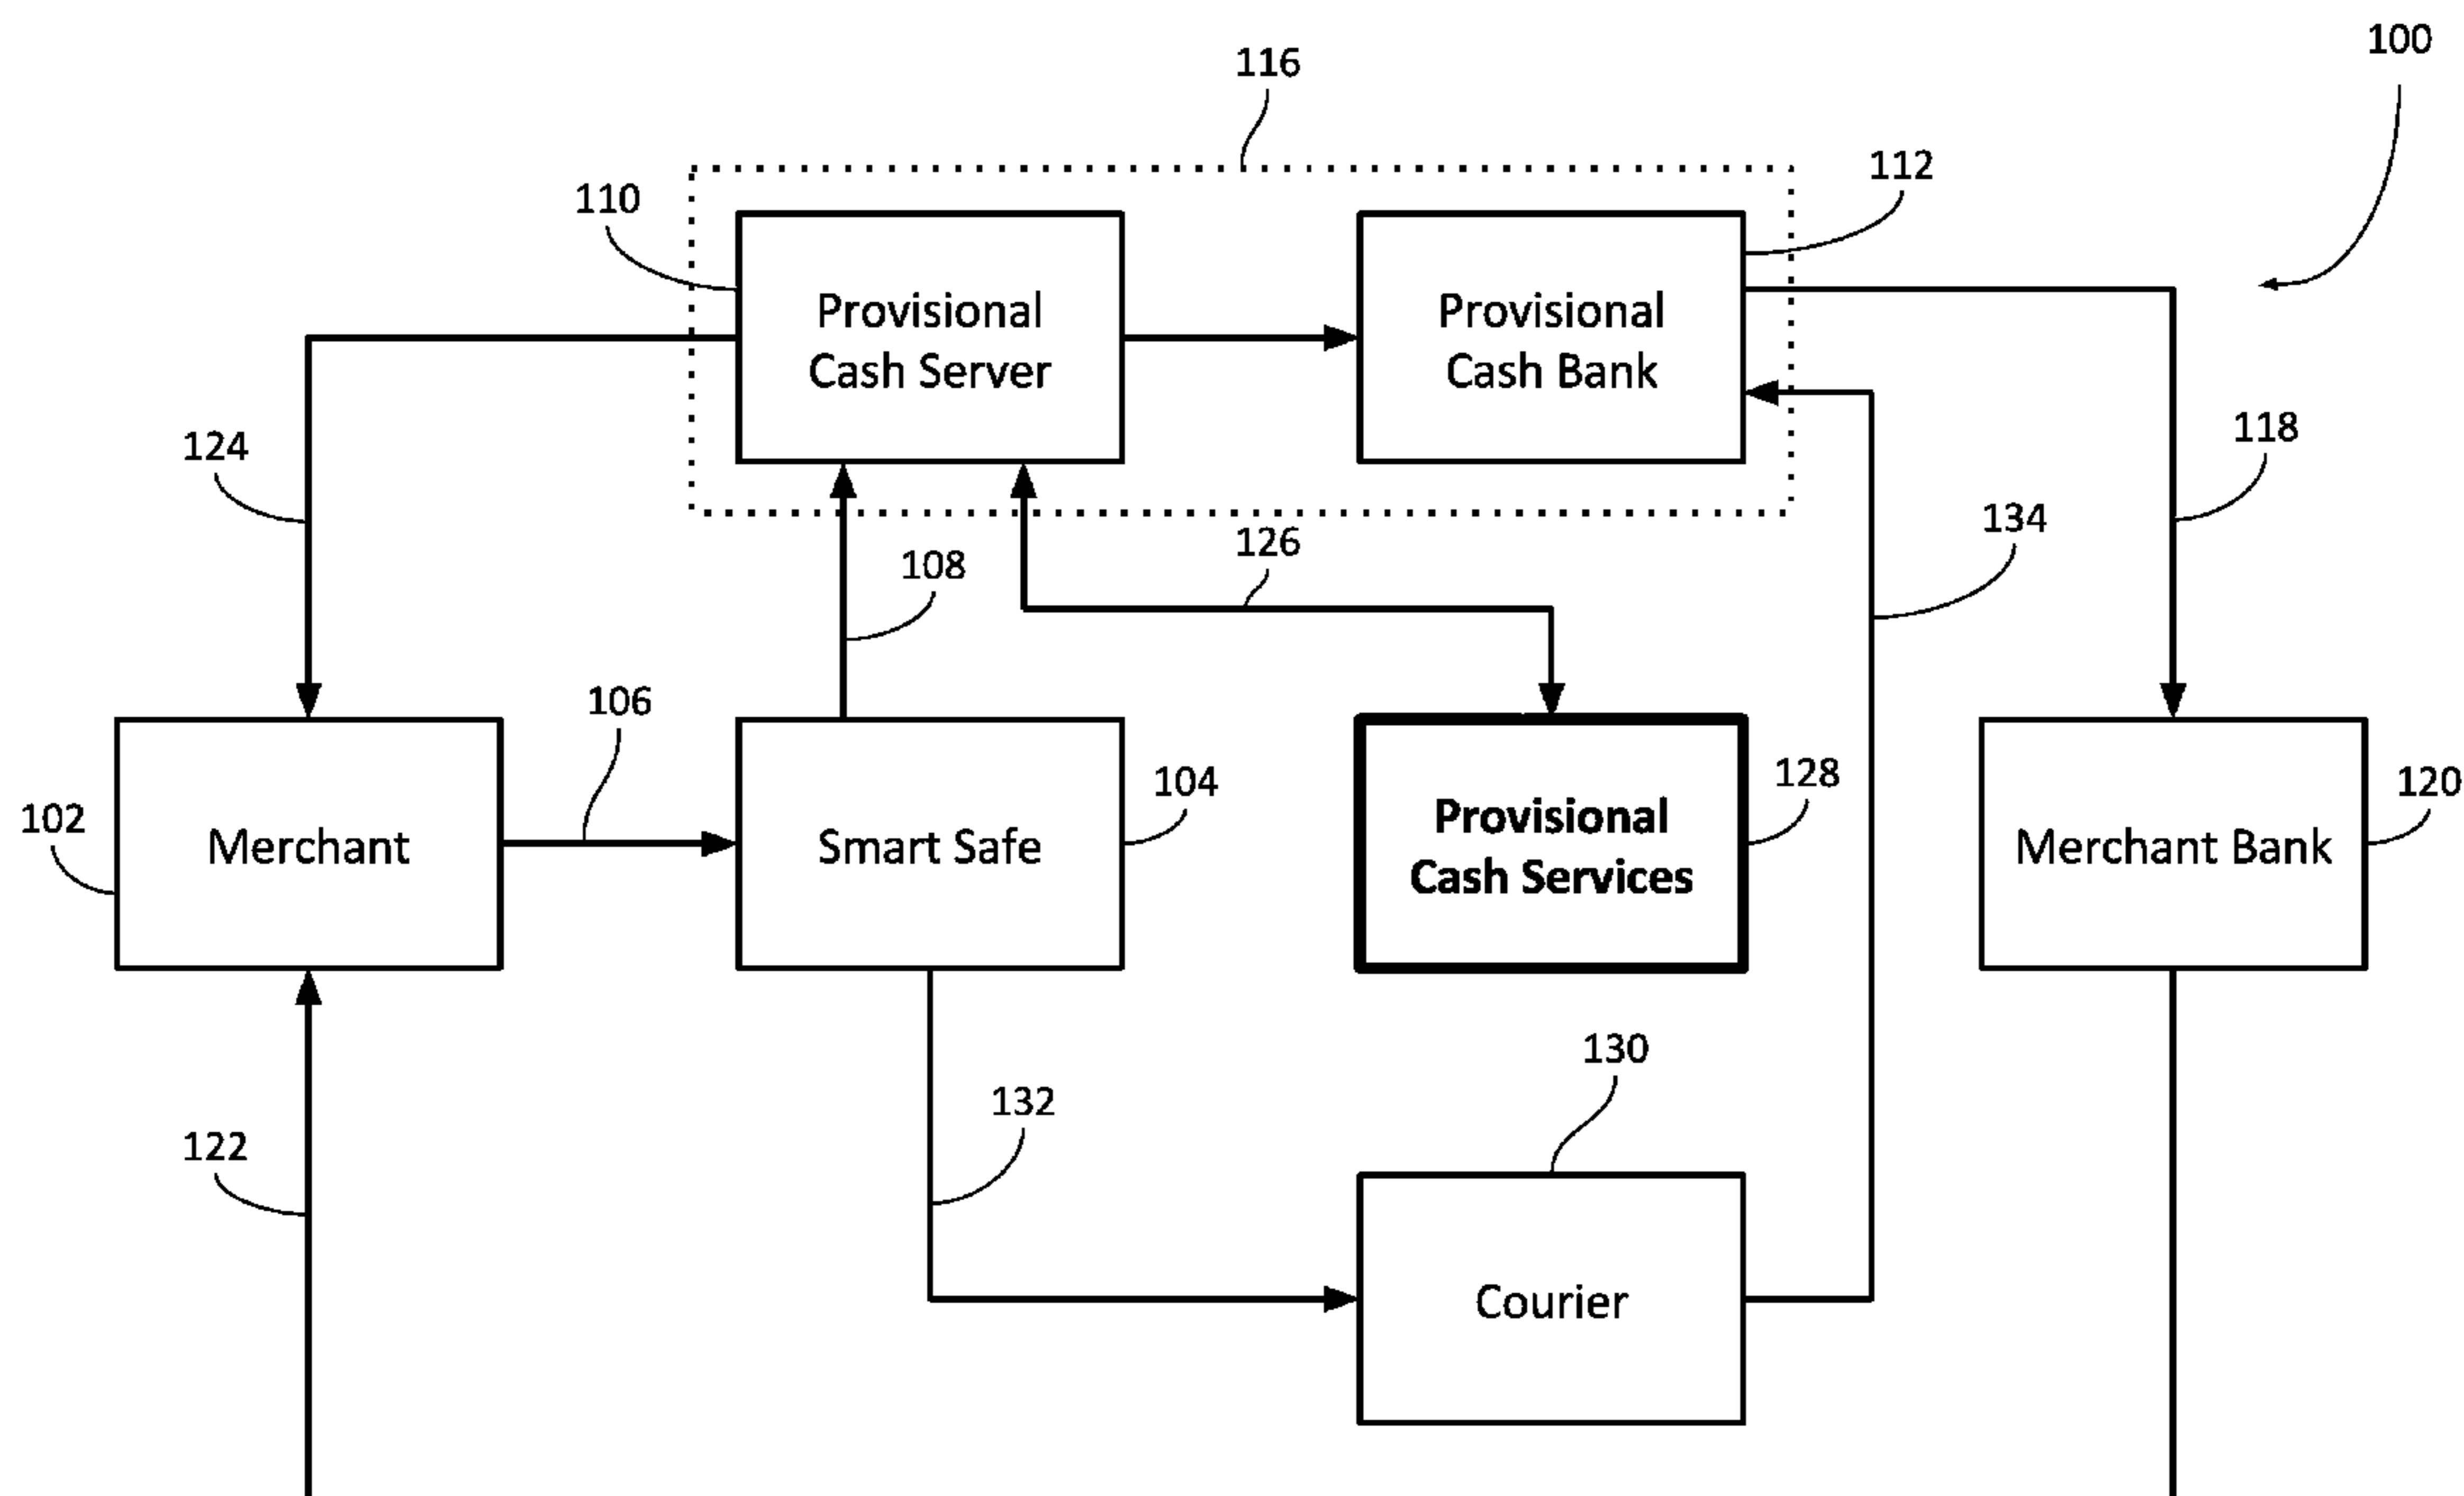 100
116
112
110
Provisional
Cash Server
Provisional
Cash Bank
124
118
134
126
108
106
104
128
120
102
Merchant
Smart Safe
Provisional
Cash Services
Merchant Bank
130
132
122
Courier